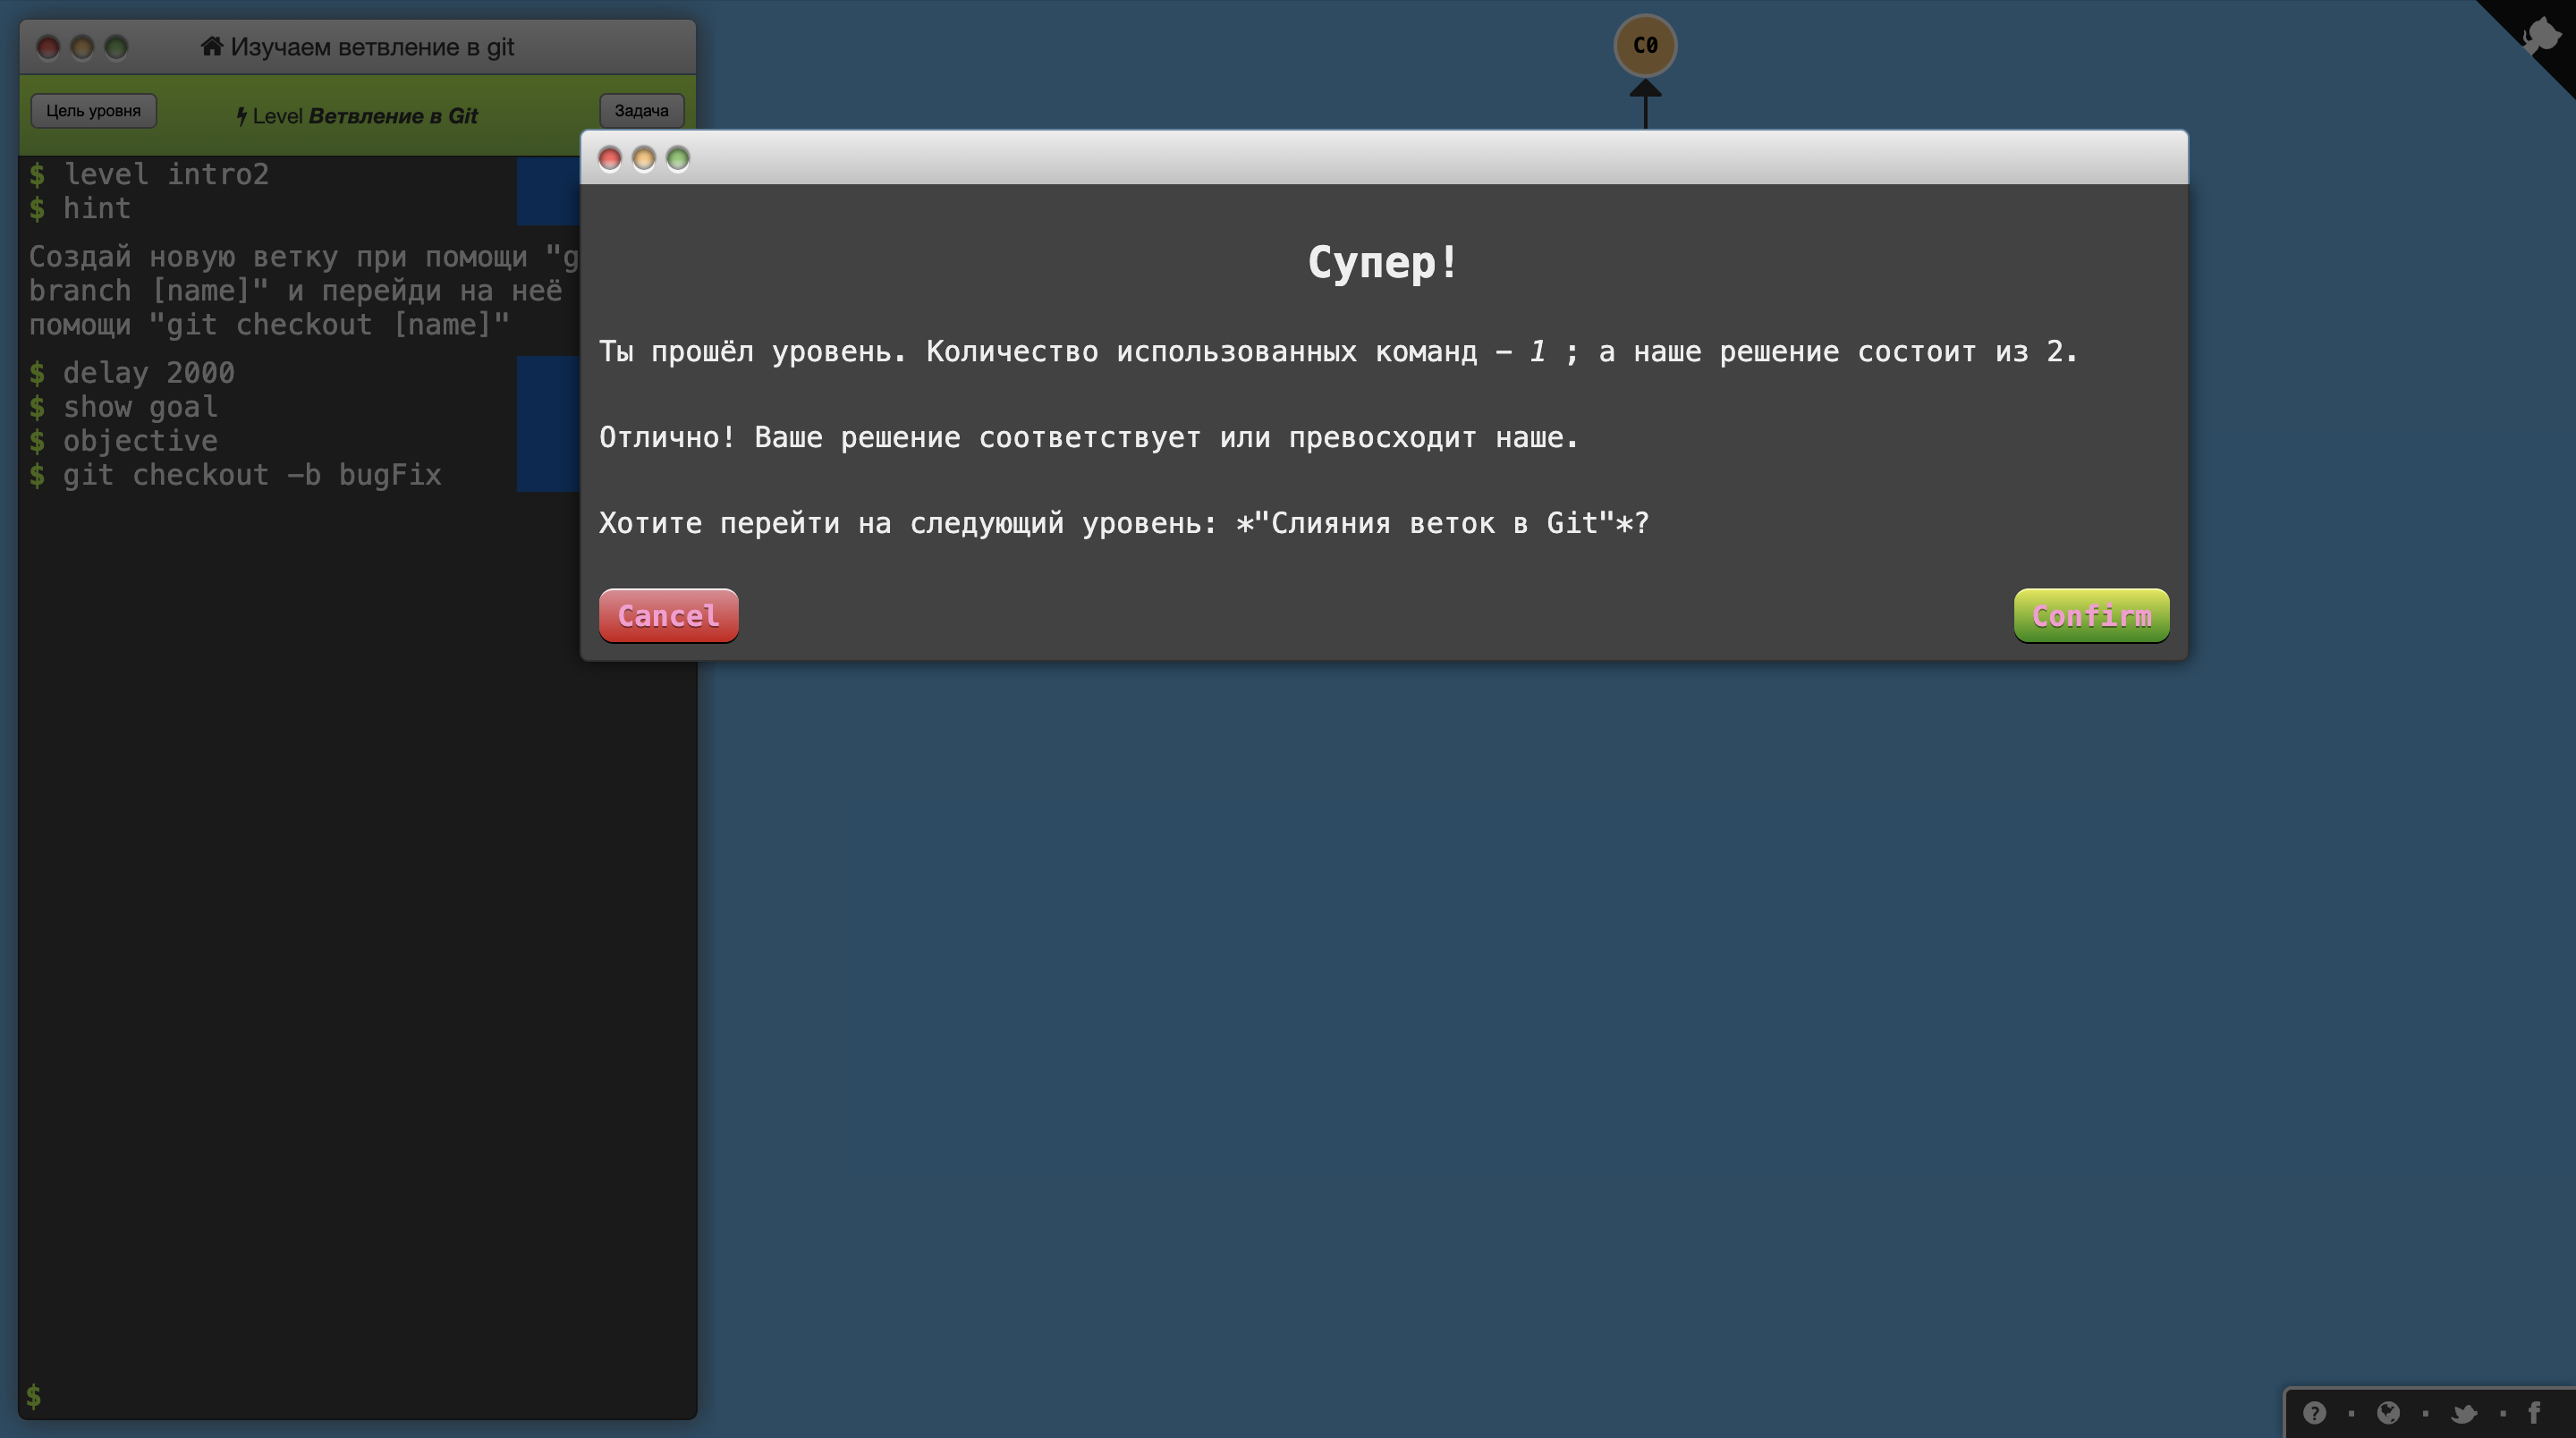 Изучаем ветвление в git
Цель уровня
Level Ветвление в Git
Задача
$ level intro2
$ hint
Создай новую ветку при помощи "g
branch [name]" и перейди на неё
помощи "git checkout [name]"
$ delay 2000
$ show goal
$ objective
$ git checkout -b bugFix
$
C0
Супер!
Ты прошёл уровень. Количество использованных команд – 1 ; а наше решение состоит из 2.
Отлично! Ваше решение соответствует или превосходит наше.
Хотите перейти на следующий уровень: *"Слияния веток в Git"*?
Cancel
Confirm